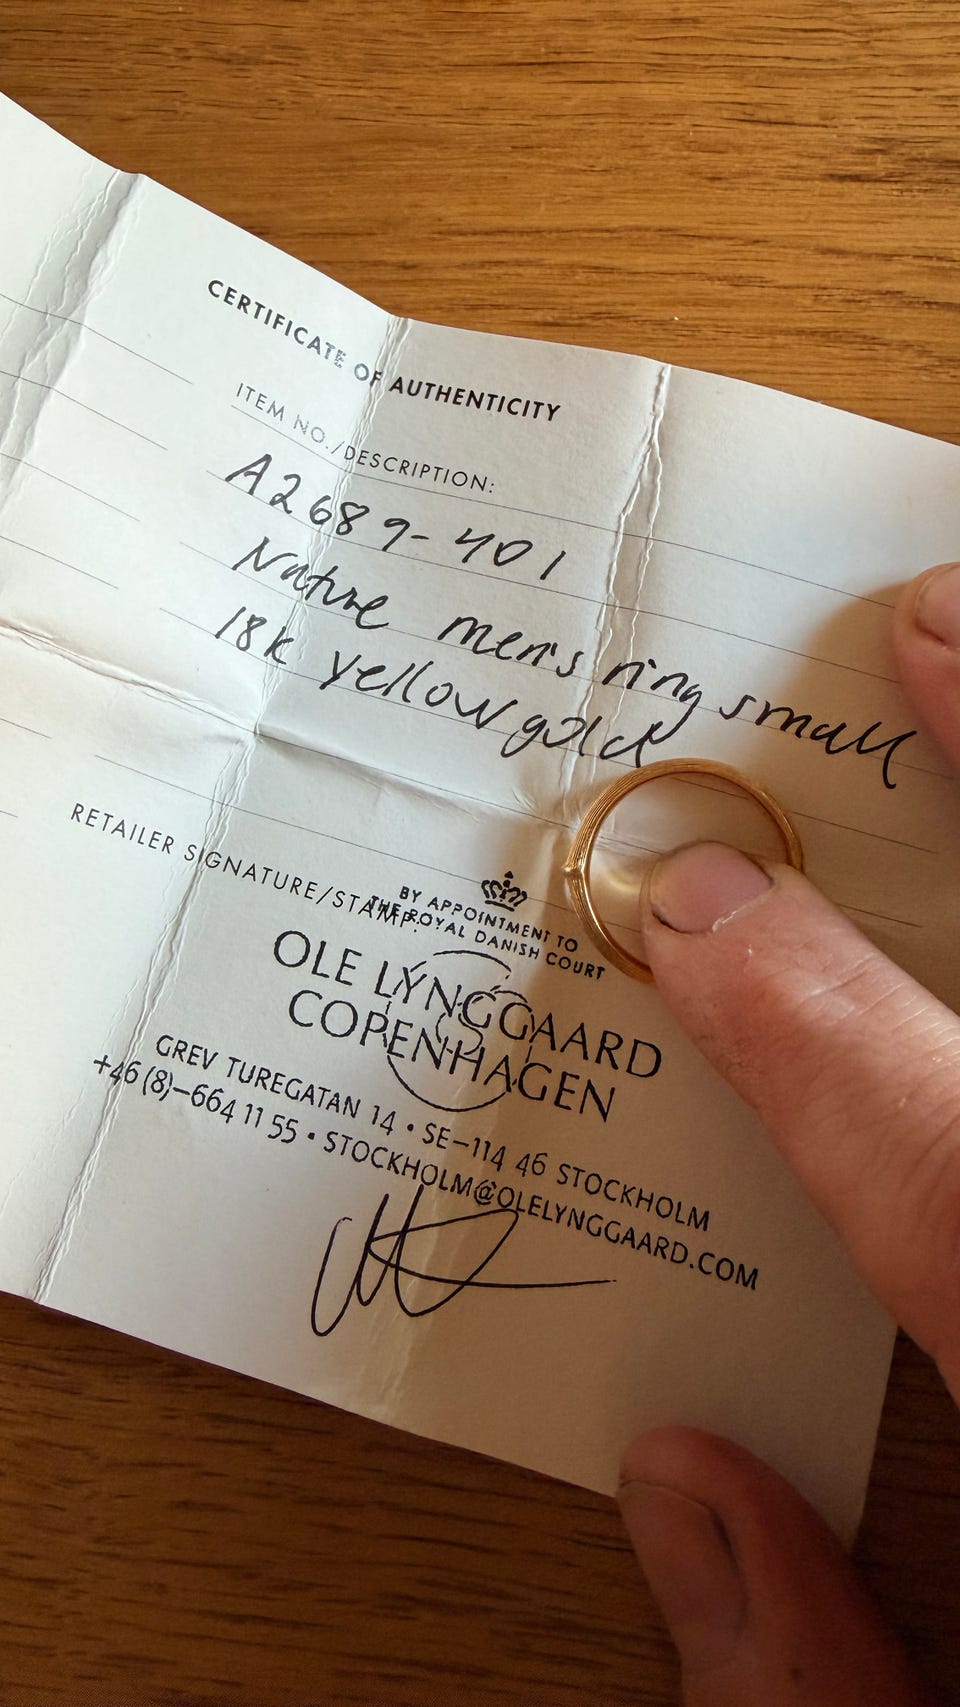 CERTIFICATE OF AUTHENTICITY
ITEM NO./DESCRIPTION:
A2689-401
Nature men's ring small
18k yellow gold
RETAILER SIGNATURE/STAMP:
BY APPOINTMENT TO
THE ROYAL DANISH COURT
OLE LYNGGAARD
COPENHAGEN
GREV TUREGATAN 14 • SE–114 46 STOCKHOLM
+46 (8)–664 11 55 • STOCKHOLM@OLELYNGGAARD.COM